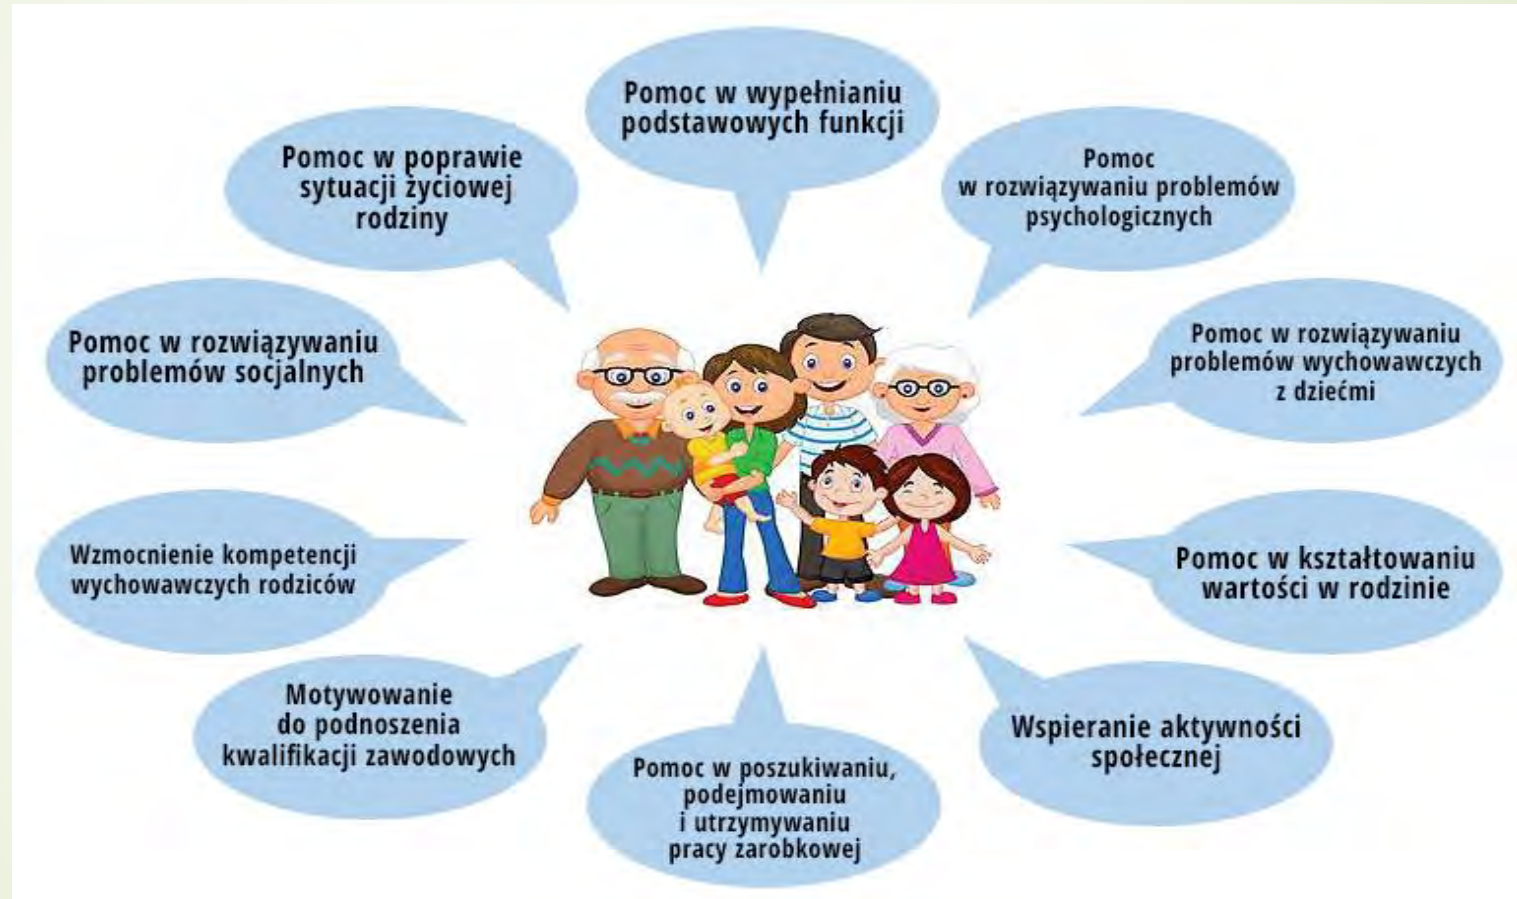 Pomoc w wypełnianiu
podstawowych funkcji
Pomoc
w rozwiązywaniu problemów
psychologicznych
Pomoc w rozwiązywaniu
problemów wychowawczych
z dziećmi
Pomoc w kształtowaniu
wartości w rodzinie
Wspieranie aktywności
społecznej
Pomoc w poszukiwaniu,
podejmowaniu
i utrzymywaniu
pracy zarobkowej
Motywowanie
do podnoszenia
kwalifikacji zawodowych
Wzmocnienie kompetencji
wychowawczych rodziców
Pomoc w rozwiązywaniu
problemów socjalnych
Pomoc w poprawie
sytuacji życiowej
rodziny